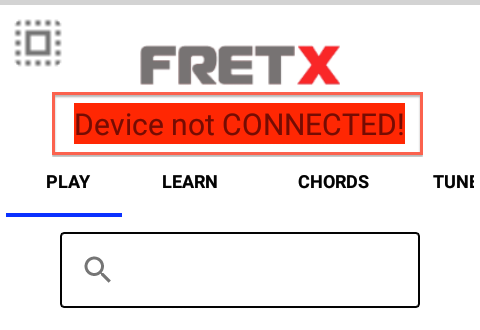 FRETX
Device not CONNECTED!
PLAY LEARN CHORDS TUNE